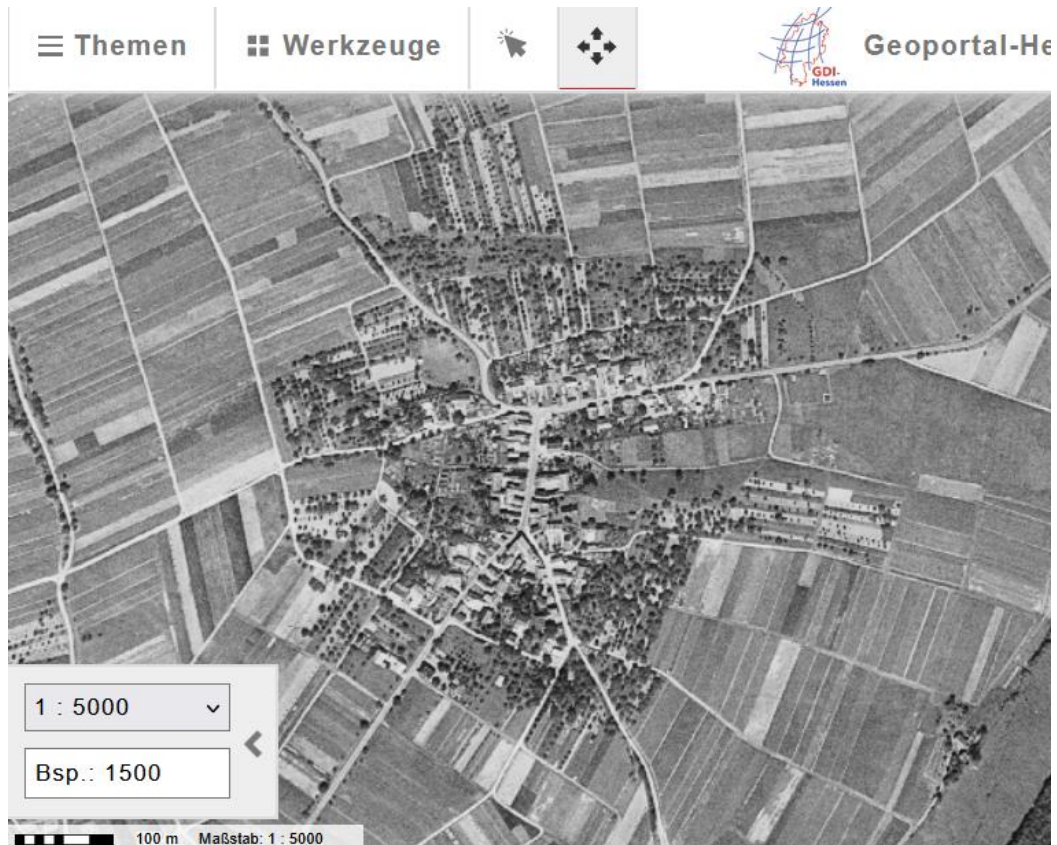 Themen
Werkzeuge
GDI-
Hessen
Geoportal-He
1 : 5000
Bsp.: 1500
100 m Maßstab: 1 : 5000